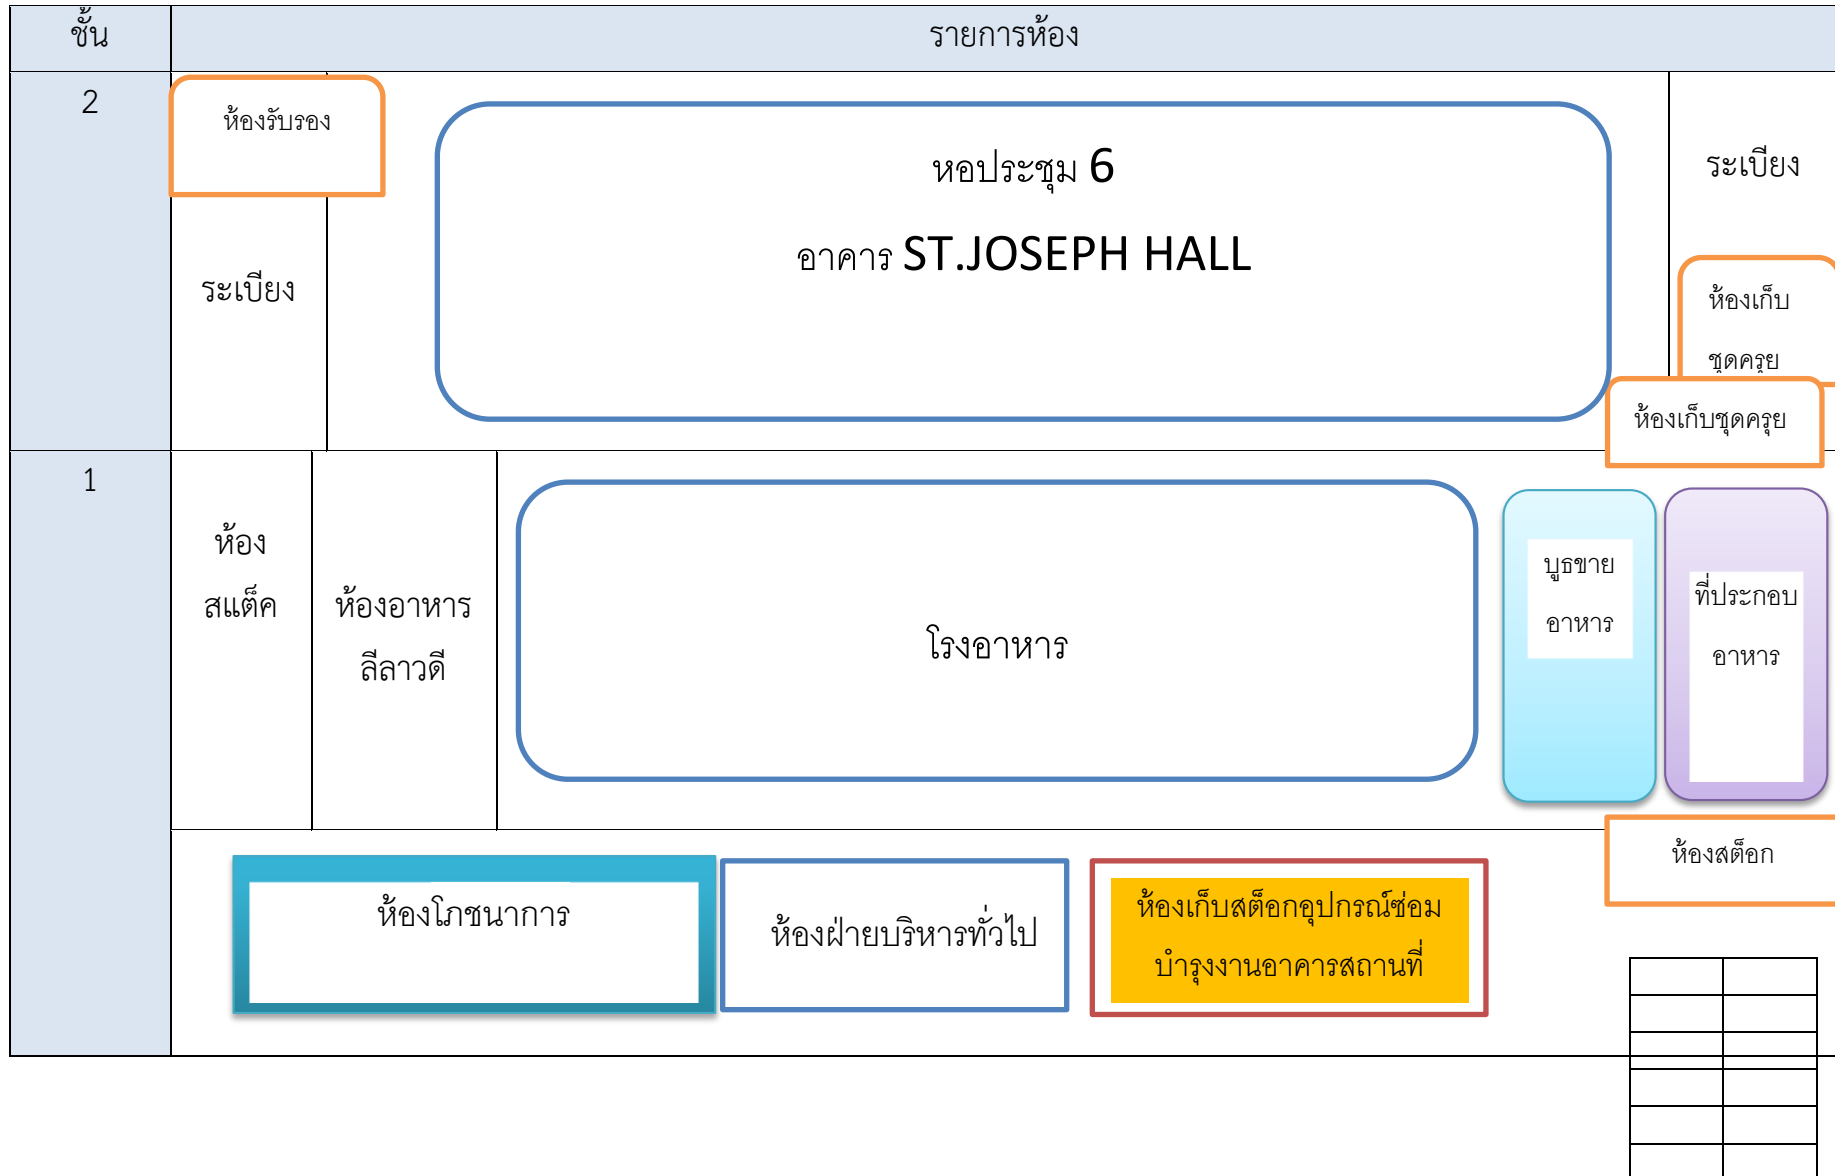 ชั้น
รายการห้อง
2
ห้องรับรอง
ระเบียง
หอประชุม 6
อาคาร ST.JOSEPH HALL
ระเบียง
ห้องเก็บ
ชุดครุย
ห้องเก็บชุดครุย
1
ห้อง
สแต็ค
ห้องอาหาร
ลีลาวดี
โรงอาหาร
บูธขาย
อาหาร
ที่ประกอบ
อาหาร
ห้องสต็อก
ห้องโภชนาการ
ห้องฝ่ายบริหารทั่วไป
ห้องเก็บสต็อกอุปกรณ์ซ่อม
บำรุงงานอาคารสถานที่